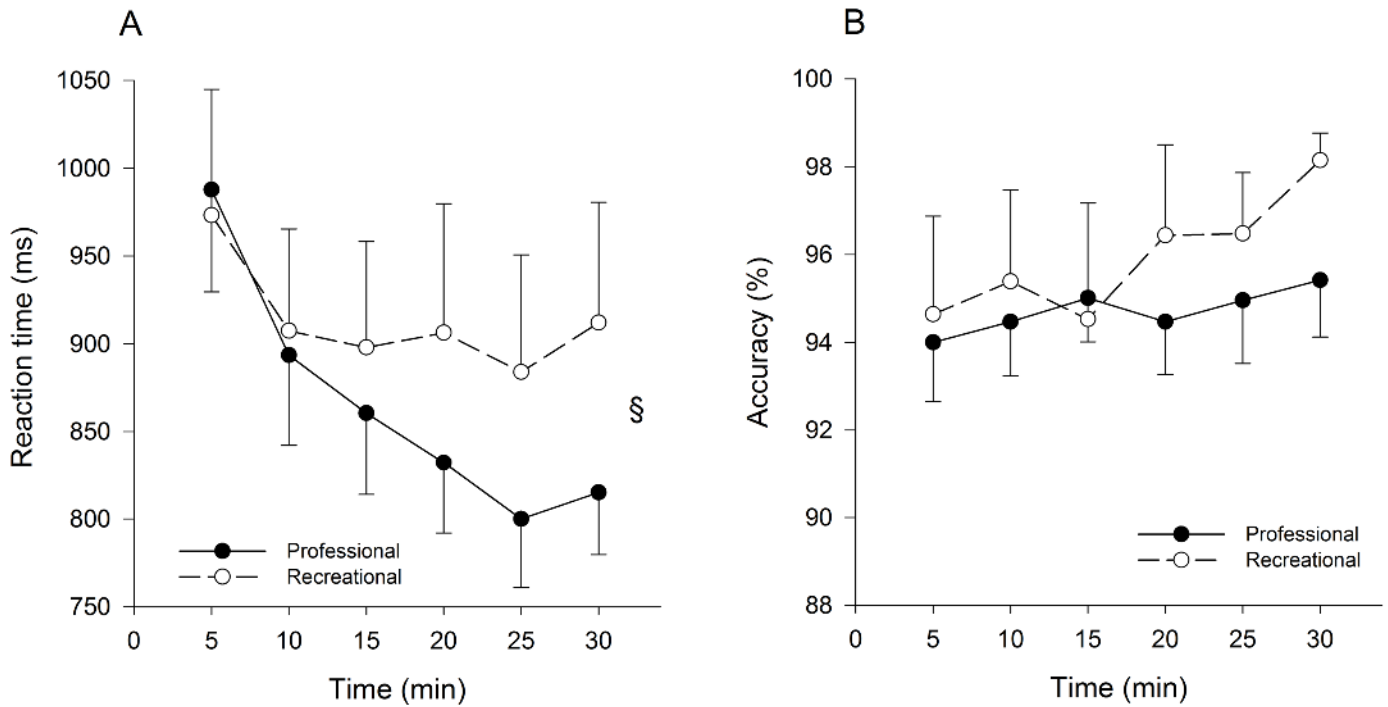 A
Reaction time (ms)
1050
1000
950
900
850
800
750
§
Professional
Recreational
0 5 10 15 20 25 30
Time (min)
B
Accuracy (%)
100
98
96
94
92
90
88
Professional
Recreational
0 5 10 15 20 25 30
Time (min)